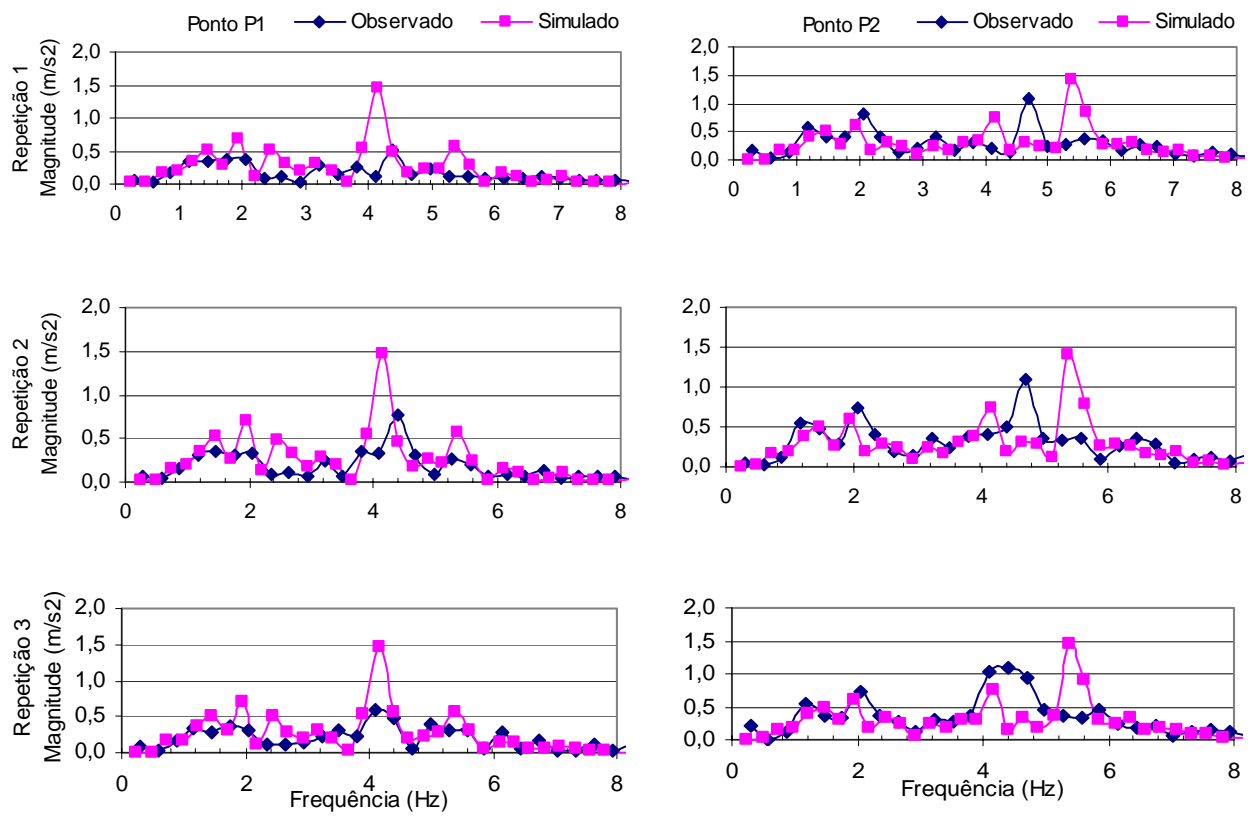 Ponto P1 Observado Simulado
Ponto P2 Observado Simulado
Repetição 1
Magnitude (m/s2)
2,0
1,5
1,0
0,5
0,0
0 1 2 3 4 5 6 7 8
2,0
1,5
1,0
0,5
0,0
0 1 2 3 4 5 6 7 8
Repetição 2
Magnitude (m/s2)
2,0
1,5
1,0
0,5
0,0
0 2 4 6 8
2,0
1,5
1,0
0,5
0,0
0 2 4 6 8
Repetição 3
Magnitude (m/s2)
2,0
1,5
1,0
0,5
0,0
0 2 4 6 8
Frequência (Hz)
2,0
1,5
1,0
0,5
0,0
0 2 4 6 8
Frequência (Hz)